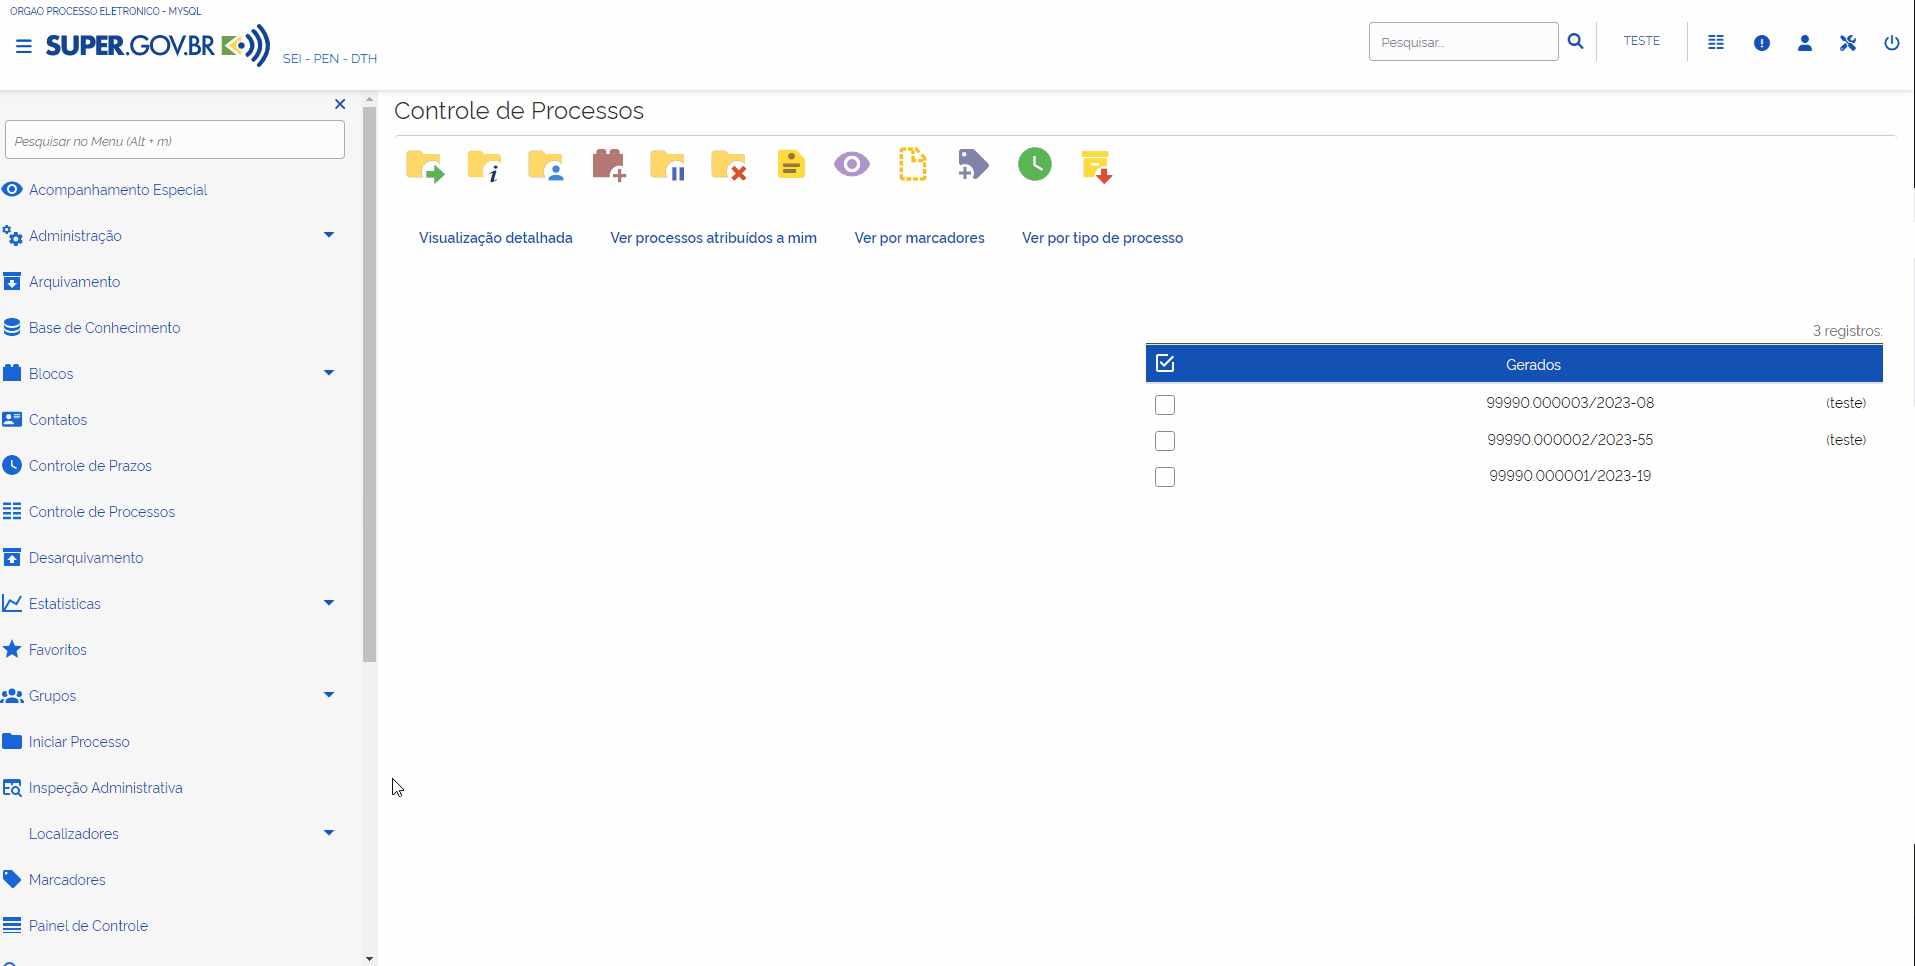 ORGAO PROCESSO ELETRONICO - MYSQL
SUPER.GOV.BR
SEI - PEN - DTH
Pesquisar...
TESTE
Pesquisar no Menu (Alt + m)
Acompanhamento Especial
Administração
Arquivamento
Base de Conhecimento
Blocos
Contatos
Controle de Prazos
Controle de Processos
Desarquivamento
Estatísticas
Favoritos
Grupos
Iniciar Processo
Inspeção Administrativa
Localizadores
Marcadores
Painel de Controle
Controle de Processos
Visualização detalhada
Ver processos atribuídos a mim
Ver por marcadores
Ver por tipo de processo
3 registros:
Gerados
99990.000003/2023-08 (teste)
99990.000002/2023-55 (teste)
99990.000001/2023-19